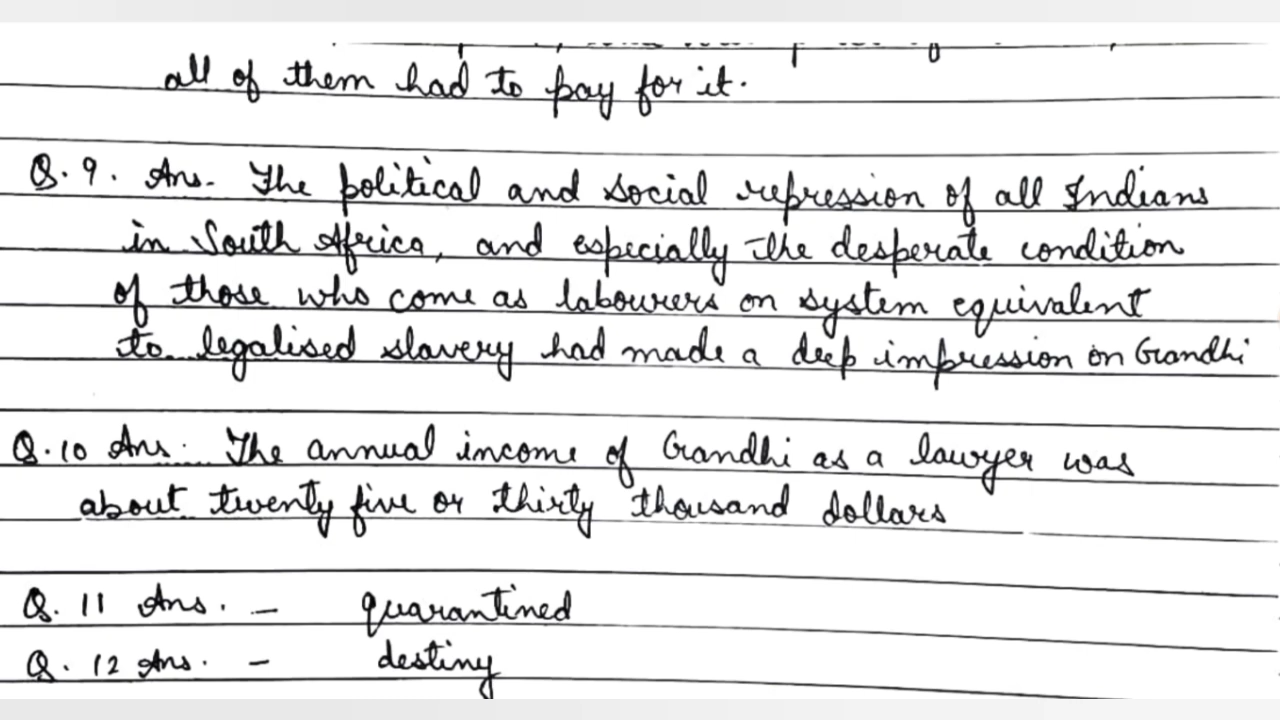 all of them had to pay for it.
Q.9. Ans. The political and social repression of all Indians
in South Africa, and especially the desperate condition
of those who come as labourers on system equivalent
to legalised slavery had made a deep impression on Gandhi
Q.10 Ans. The annual income of Gandhi as a lawyer was
about twenty five or thirty thousand dollars
Q. 11 Ans. - quarantined
Q. 12 Ans. - destiny